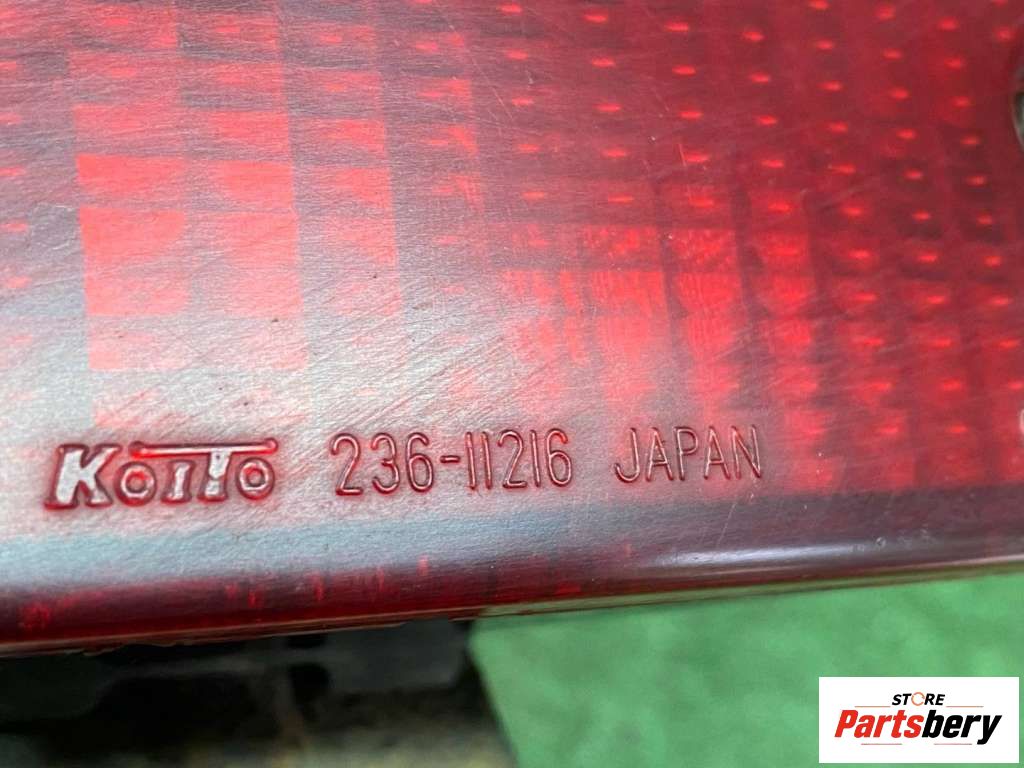 KOITO 236-11216 JAPAN
STORE
Partsbery